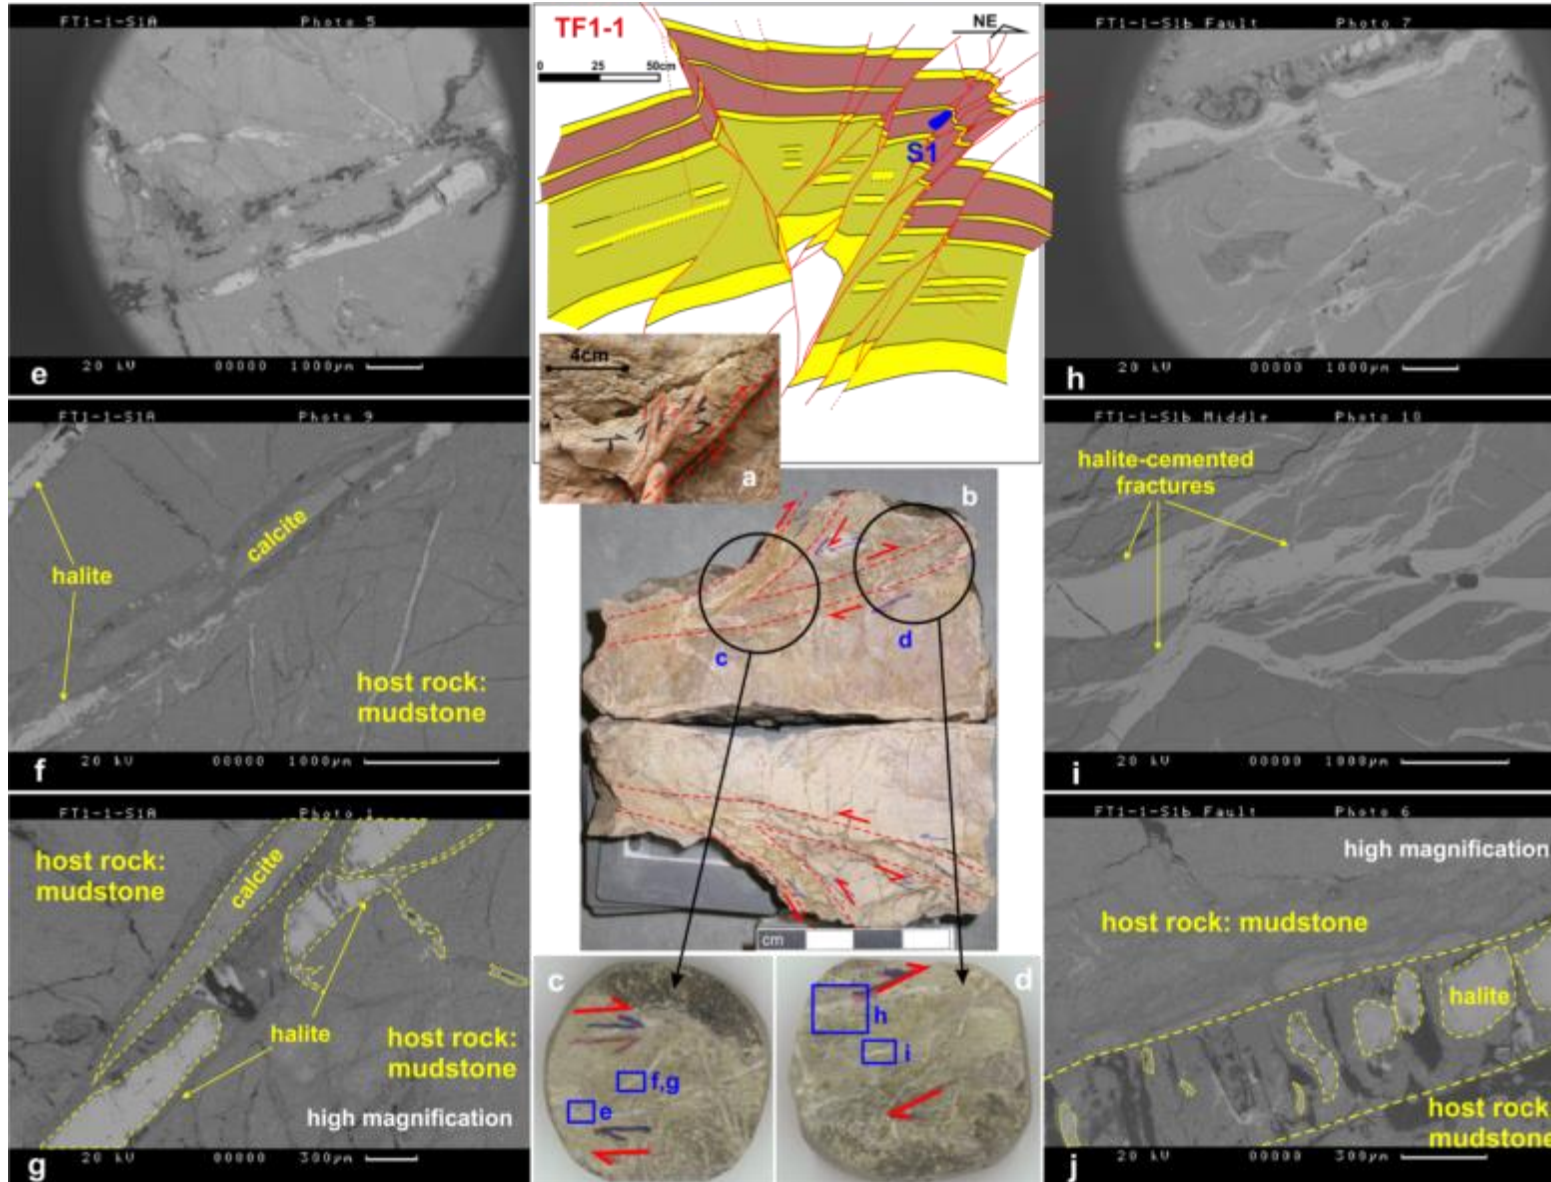 FT1-1-S1A Photo 5
20 kV 00000 1000µm
e
FT1-1-S1A Photo 9
halite
calcite
host rock:
mudstone
20 kV 00000 1000µm
f
FT1-1-S1A Photo 1
host rock:
mudstone
calcite
halite
host rock:
mudstone
high magnification
20 kV 00000 300µm
g
TF1-1
NE
0 25 50cm
S1
4cm
a
b
c
d
cm
c
f,g
e
d
h
i
FT1-1-S1b Fault Photo 7
20 kV 00000 1000µm
h
FT1-1-S1b Middle Photo 10
halite-cemented
fractures
20 kV 00000 1000µm
i
FT1-1-S1b Fault Photo 6
high magnification
host rock: mudstone
halite
host rock:
mudstone
20 kV 00000 300µm
j